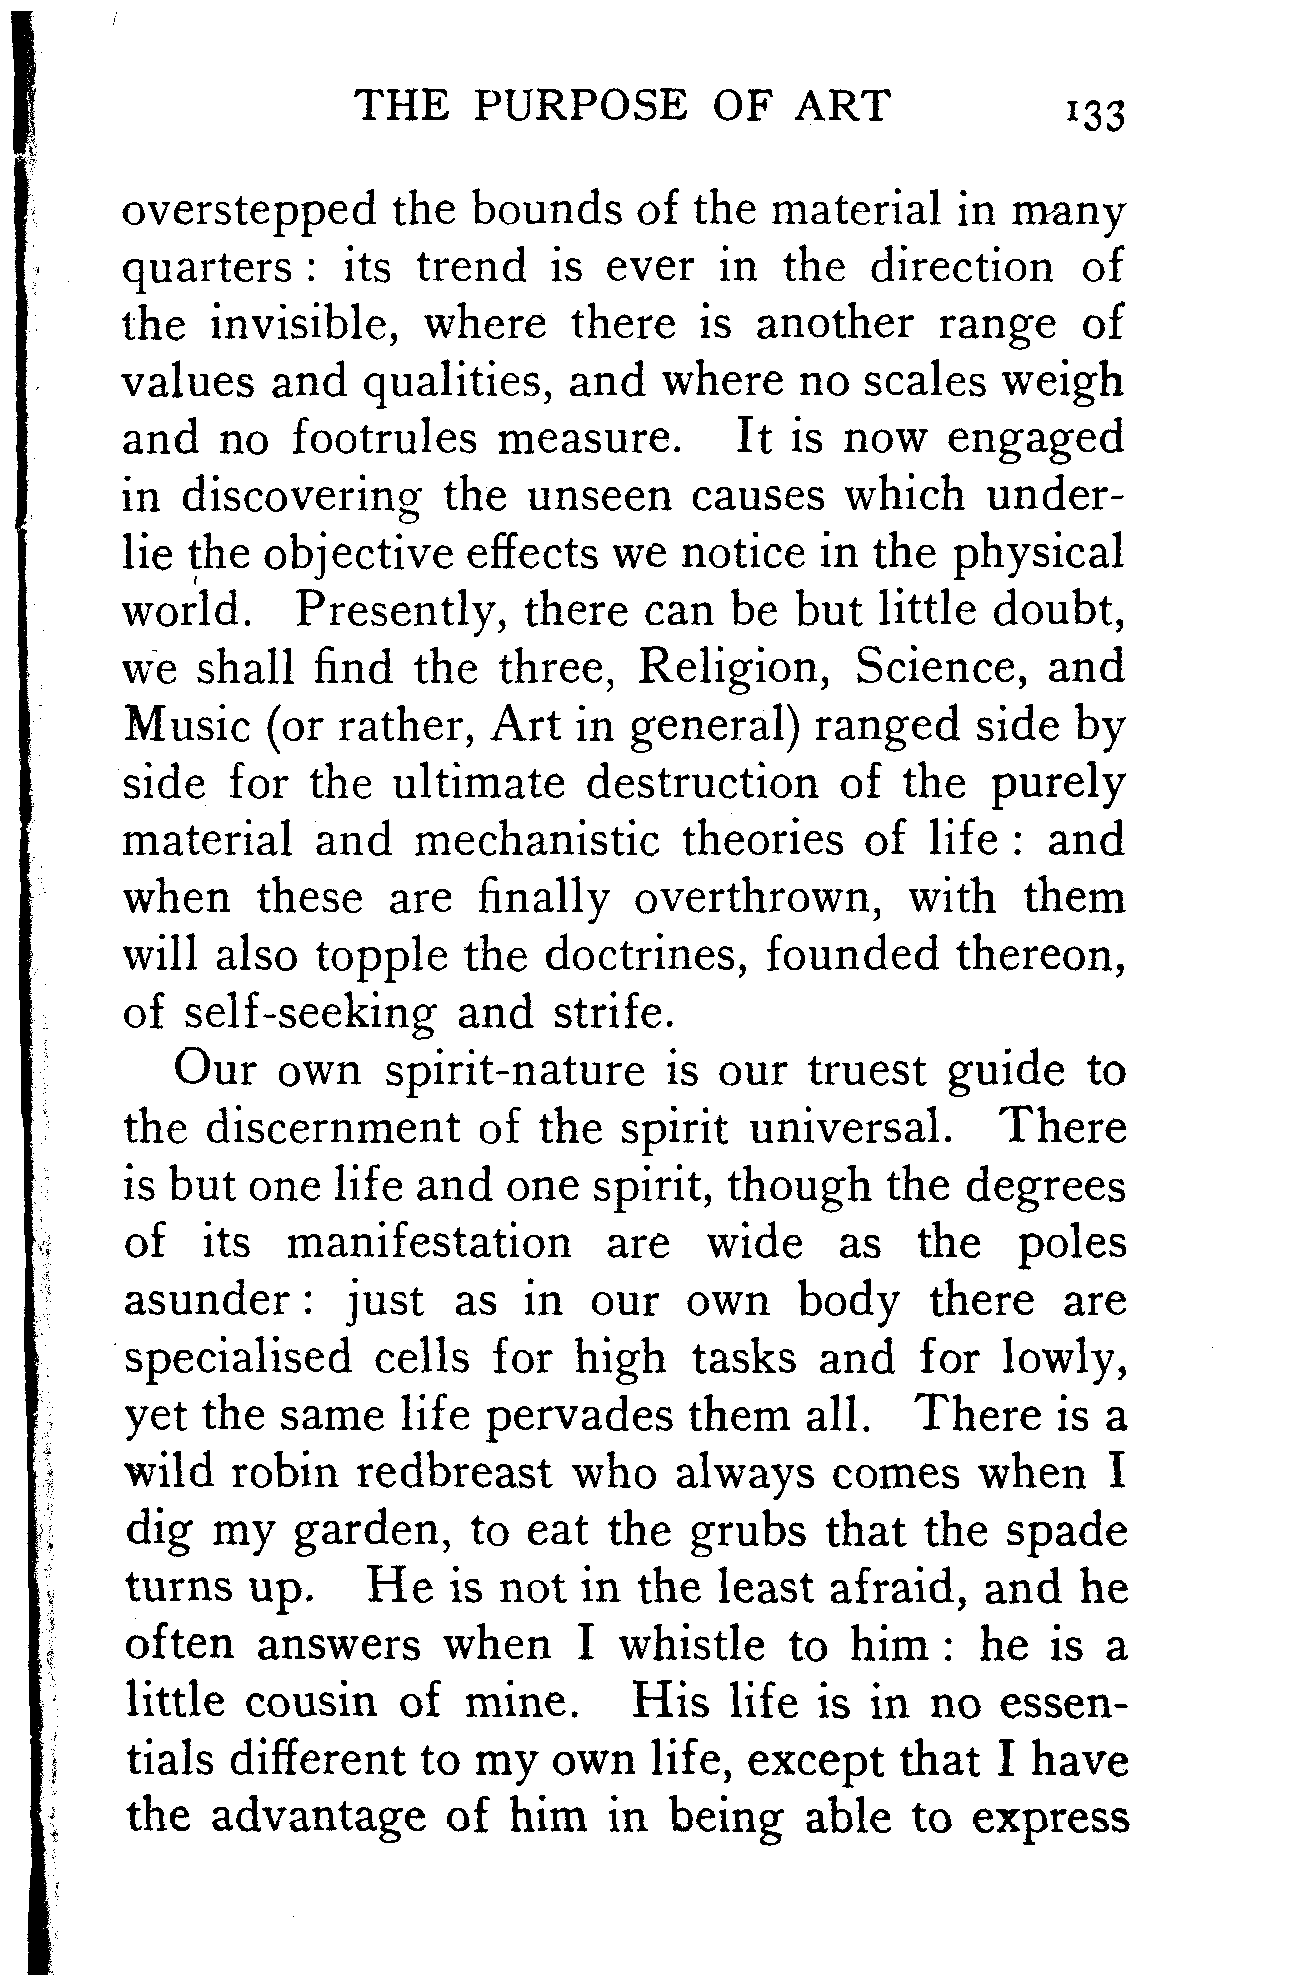 THE PURPOSE OF ART 133
overstepped the bounds of the material in many
quarters : its trend is ever in the direction of
the invisible, where there is another range of
values and qualities, and where no scales weigh
and no footrules measure. It is now engaged
in discovering the unseen causes which under-
lie the objective effects we notice in the physical
world. Presently, there can be but little doubt,
we shall find the three, Religion, Science, and
Music (or rather, Art in general) ranged side by
side for the ultimate destruction of the purely
material and mechanistic theories of life : and
when these are finally overthrown, with them
will also topple the doctrines, founded thereon,
of self-seeking and strife.
Our own spirit-nature is our truest guide to
the discernment of the spirit universal. There
is but one life and one spirit, though the degrees
of its manifestation are wide as the poles
asunder : just as in our own body there are
specialised cells for high tasks and for lowly,
yet the same life pervades them all. There is a
wild robin redbreast who always comes when I
dig my garden, to eat the grubs that the spade
turns up. He is not in the least afraid, and he
often answers when I whistle to him : he is a
little cousin of mine. His life is in no essen-
tials different to my own life, except that I have
the advantage of him in being able to express